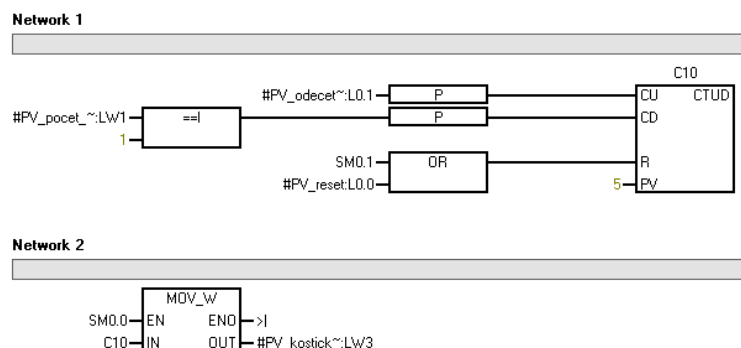 Network 1
C10
#PV_odecet~:L0.1 P CU CTUD
#PV_pocet_~:LW1 ==I P CD
1
SM0.1 OR R
#PV_reset:L0.0 5 PV
Network 2
MOV_W
SM0.0 EN ENO
C10 IN OUT #PV_kostick~:LW3